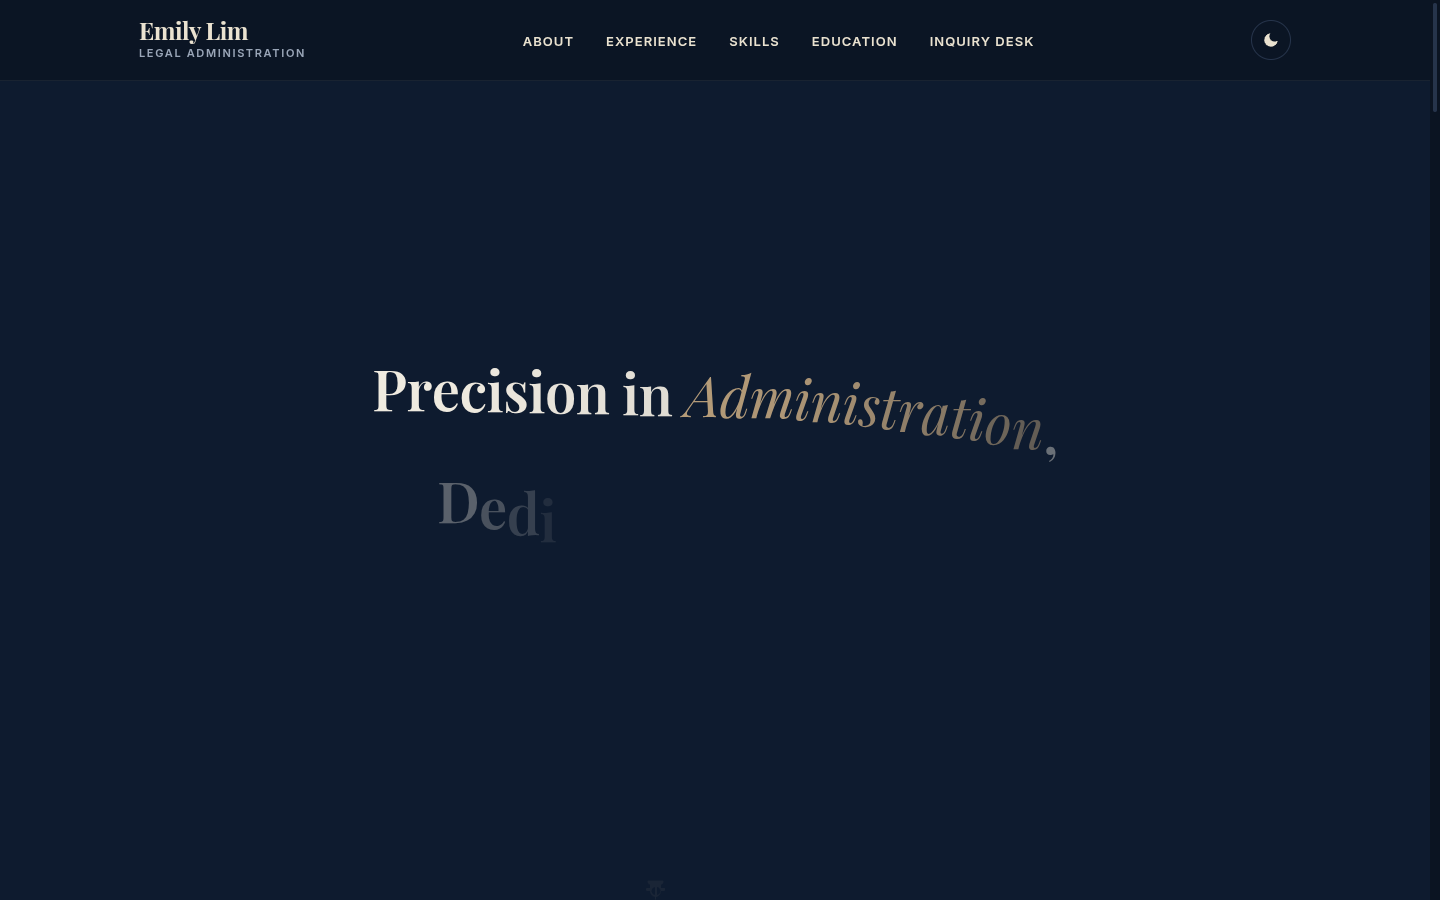 Emily Lim
LEGAL ADMINISTRATION
ABOUT EXPERIENCE SKILLS EDUCATION INQUIRY DESK
Precision in Administration,
Dedi